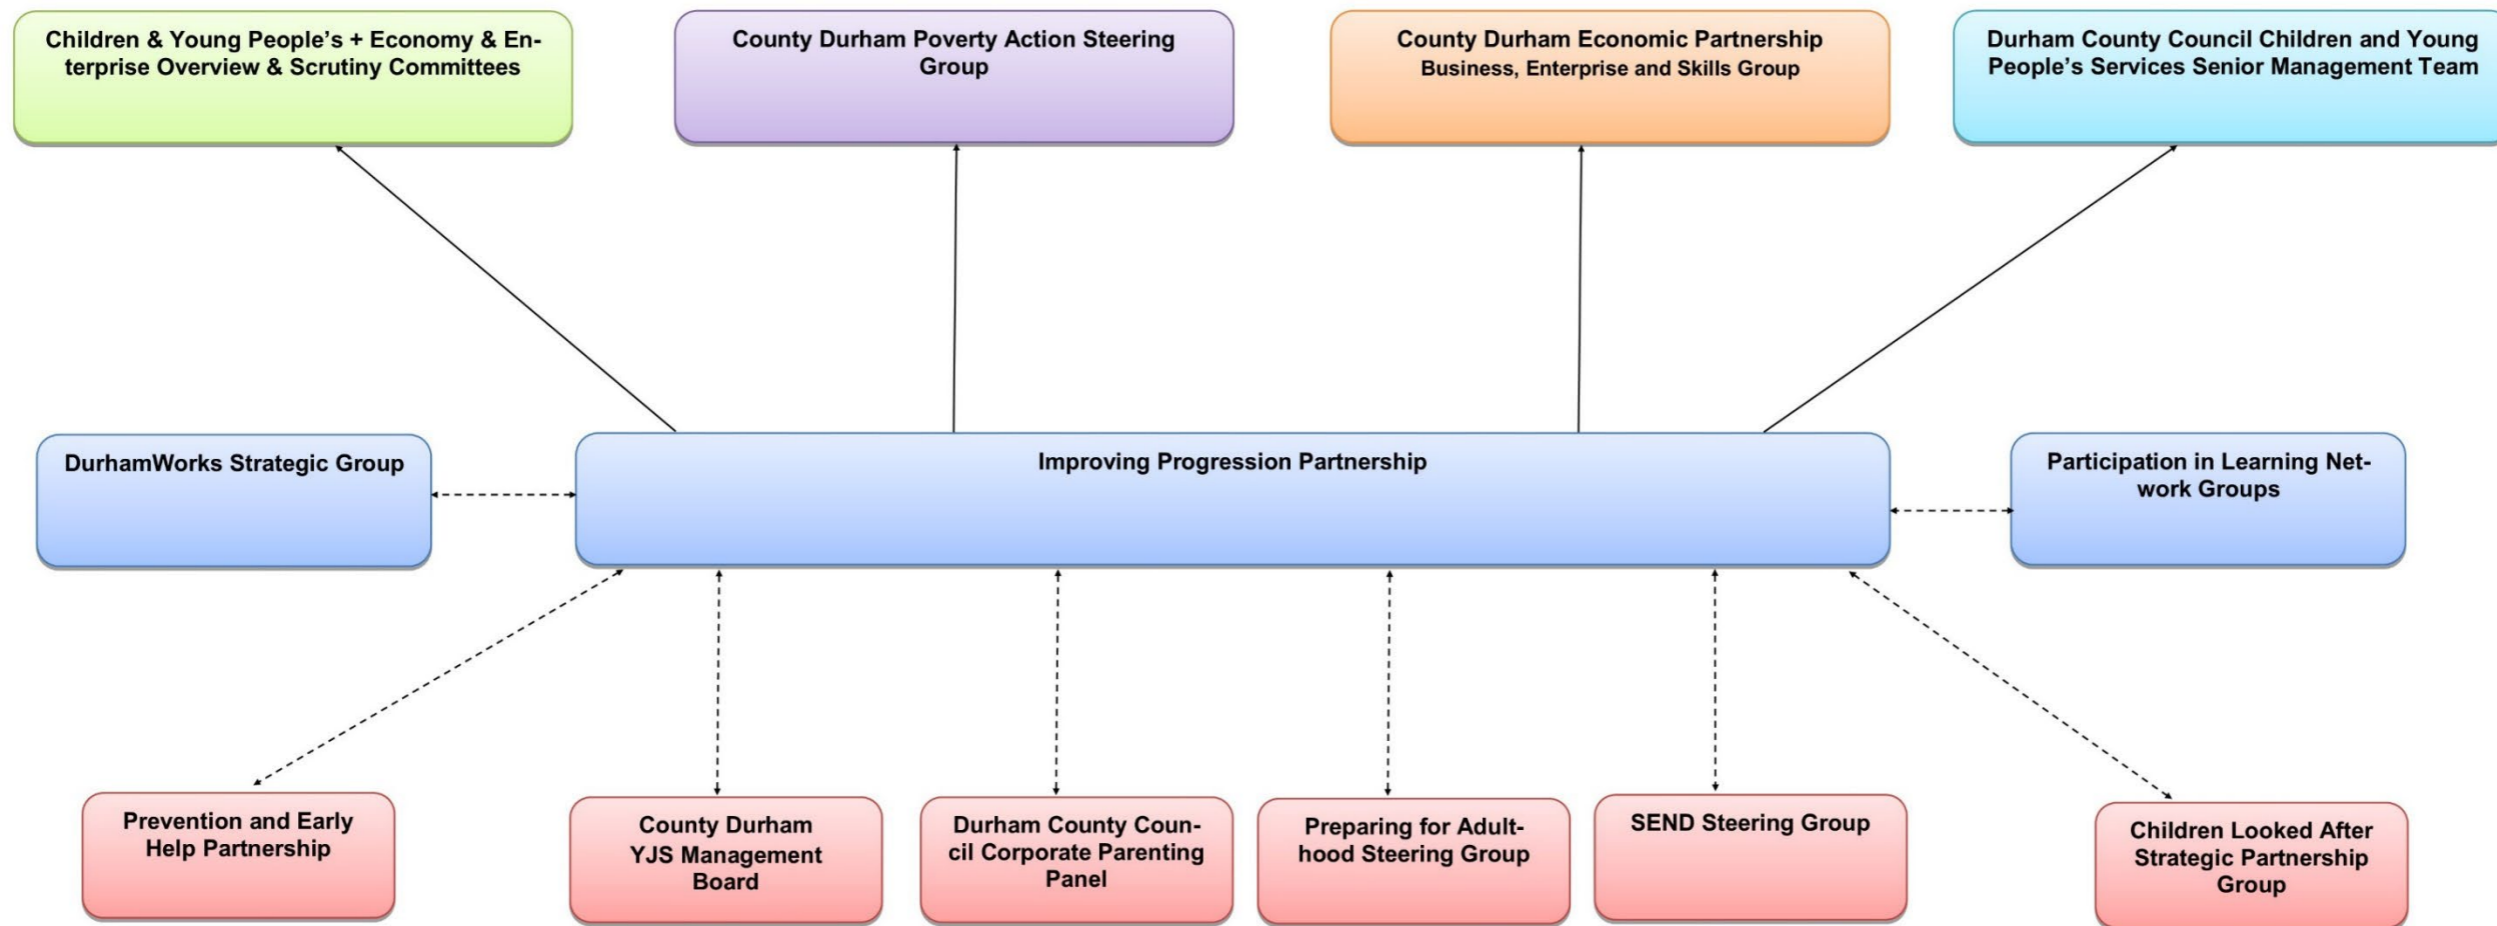 Children & Young People's + Economy & En-
terprise Overview & Scrutiny Committees
County Durham Poverty Action Steering
Group
County Durham Economic Partnership
Business, Enterprise and Skills Group
Durham County Council Children and Young
People's Services Senior Management Team
DurhamWorks Strategic Group
Improving Progression Partnership
Participation in Learning Net-
work Groups
Prevention and Early
Help Partnership
County Durham
YJS Management
Board
Durham County Coun-
cil Corporate Parenting
Panel
Preparing for Adult-
hood Steering Group
SEND Steering Group
Children Looked After
Strategic Partnership
Group